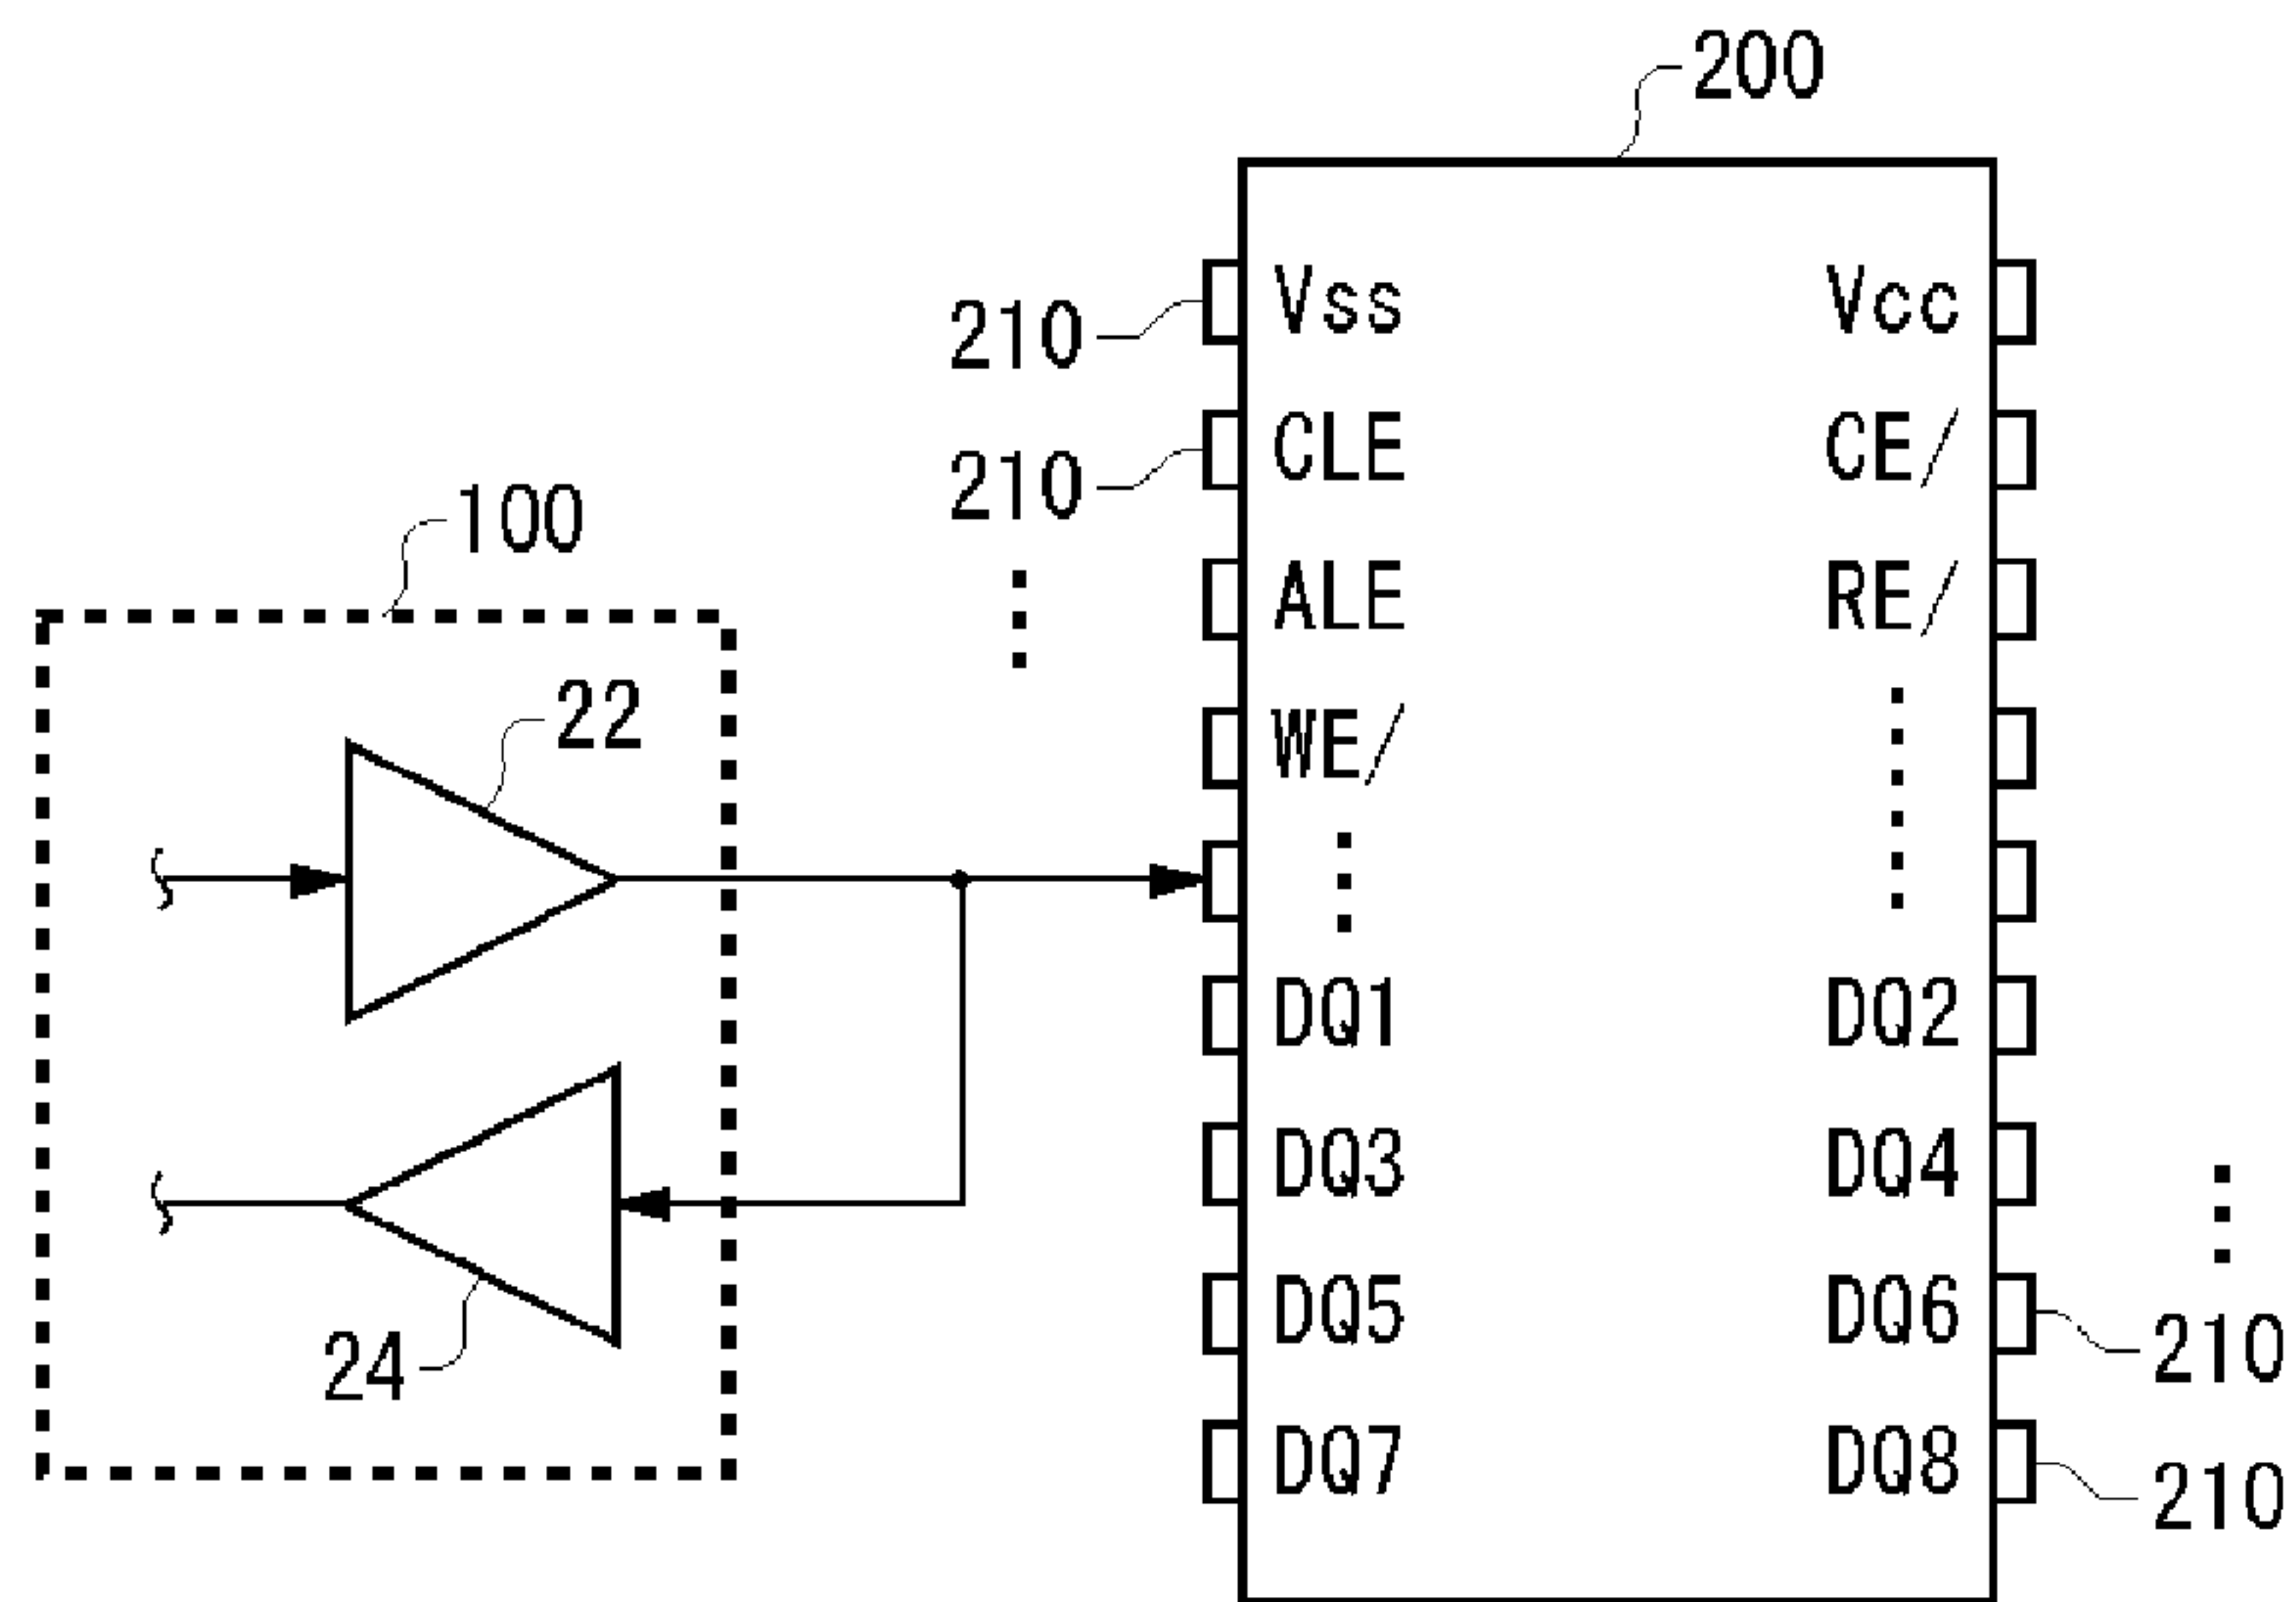 200
210 Vss Vcc
210 CLE CE/
100
ALE RE/
22 WE/
DQ1 DQ2
DQ3 DQ4
DQ5 DQ6 210
24
DQ7 DQ8 210